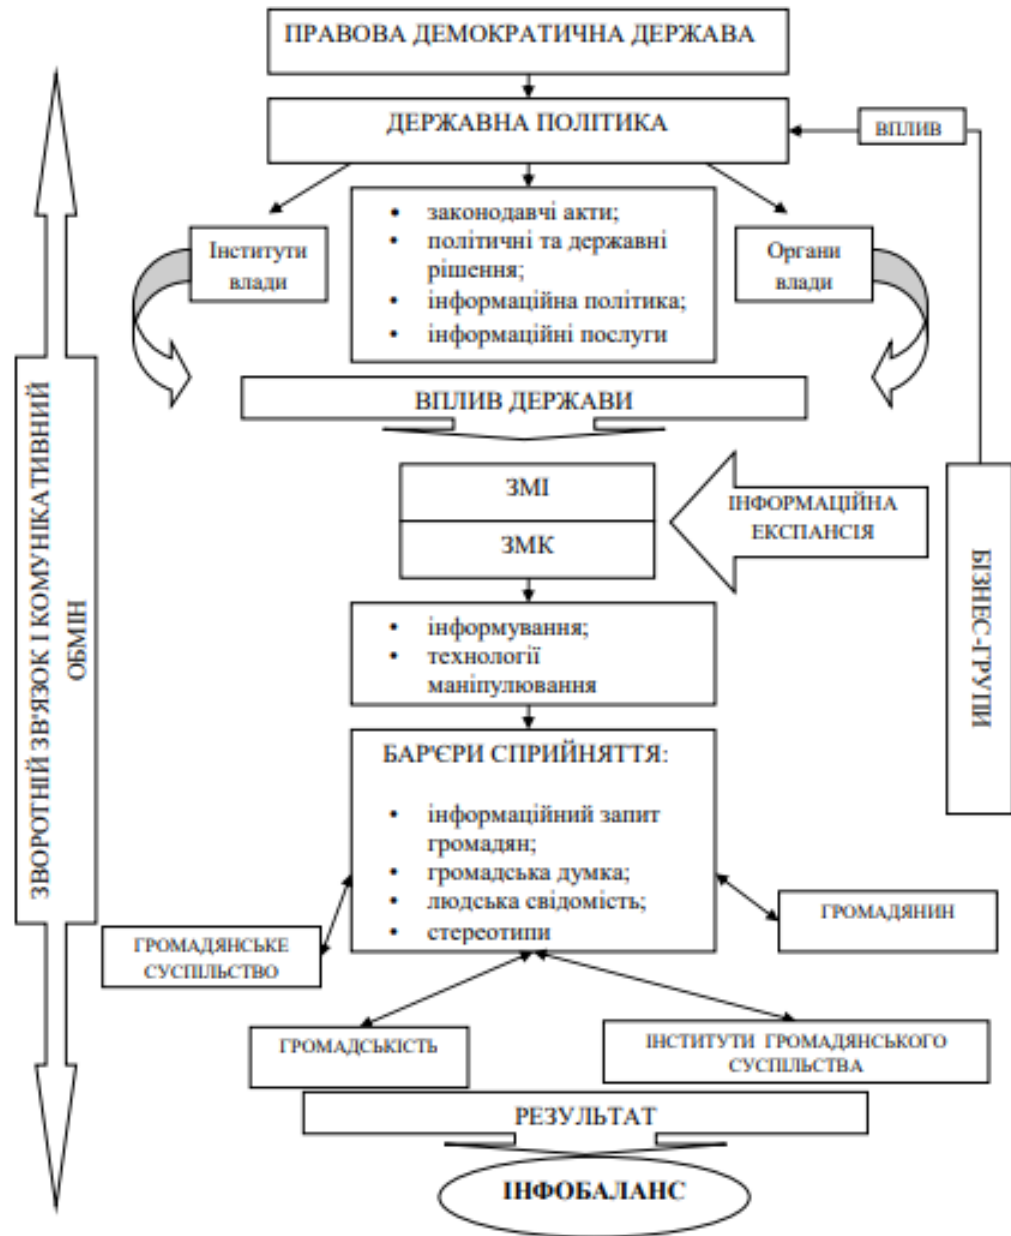 ПРАВОВА ДЕМОКРАТИЧНА ДЕРЖАВА
ДЕРЖАВНА ПОЛІТИКА
ВПЛИВ
Інститути
влади
• законодавчі акти;
• політичні та державні
рішення;
• інформаційна політика;
• інформаційні послуги
Органи
влади
ВПЛИВ ДЕРЖАВИ
ЗМІ
ЗМК
ІНФОРМАЦІЙНА
ЕКСПАНСІЯ
БІЗНЕС-ГРУПИ
ЗВОРОТНІЙ ЗВ'ЯЗОК І КОМУНІКАТИВНИЙ
ОБМІН
• інформування;
• технології
маніпулювання
БАР'ЄРИ СПРИЙНЯТТЯ:
• інформаційний запит
громадян;
• громадська думка;
• людська свідомість;
• стереотипи
ГРОМАДЯНИН
ГРОМАДЯНСЬКЕ
СУСПІЛЬСТВО
ГРОМАДСЬКІСТЬ
ІНСТИТУТИ ГРОМАДЯНСЬКОГО
СУСПІЛЬСТВА
РЕЗУЛЬТАТ
ІНФОБАЛАНС